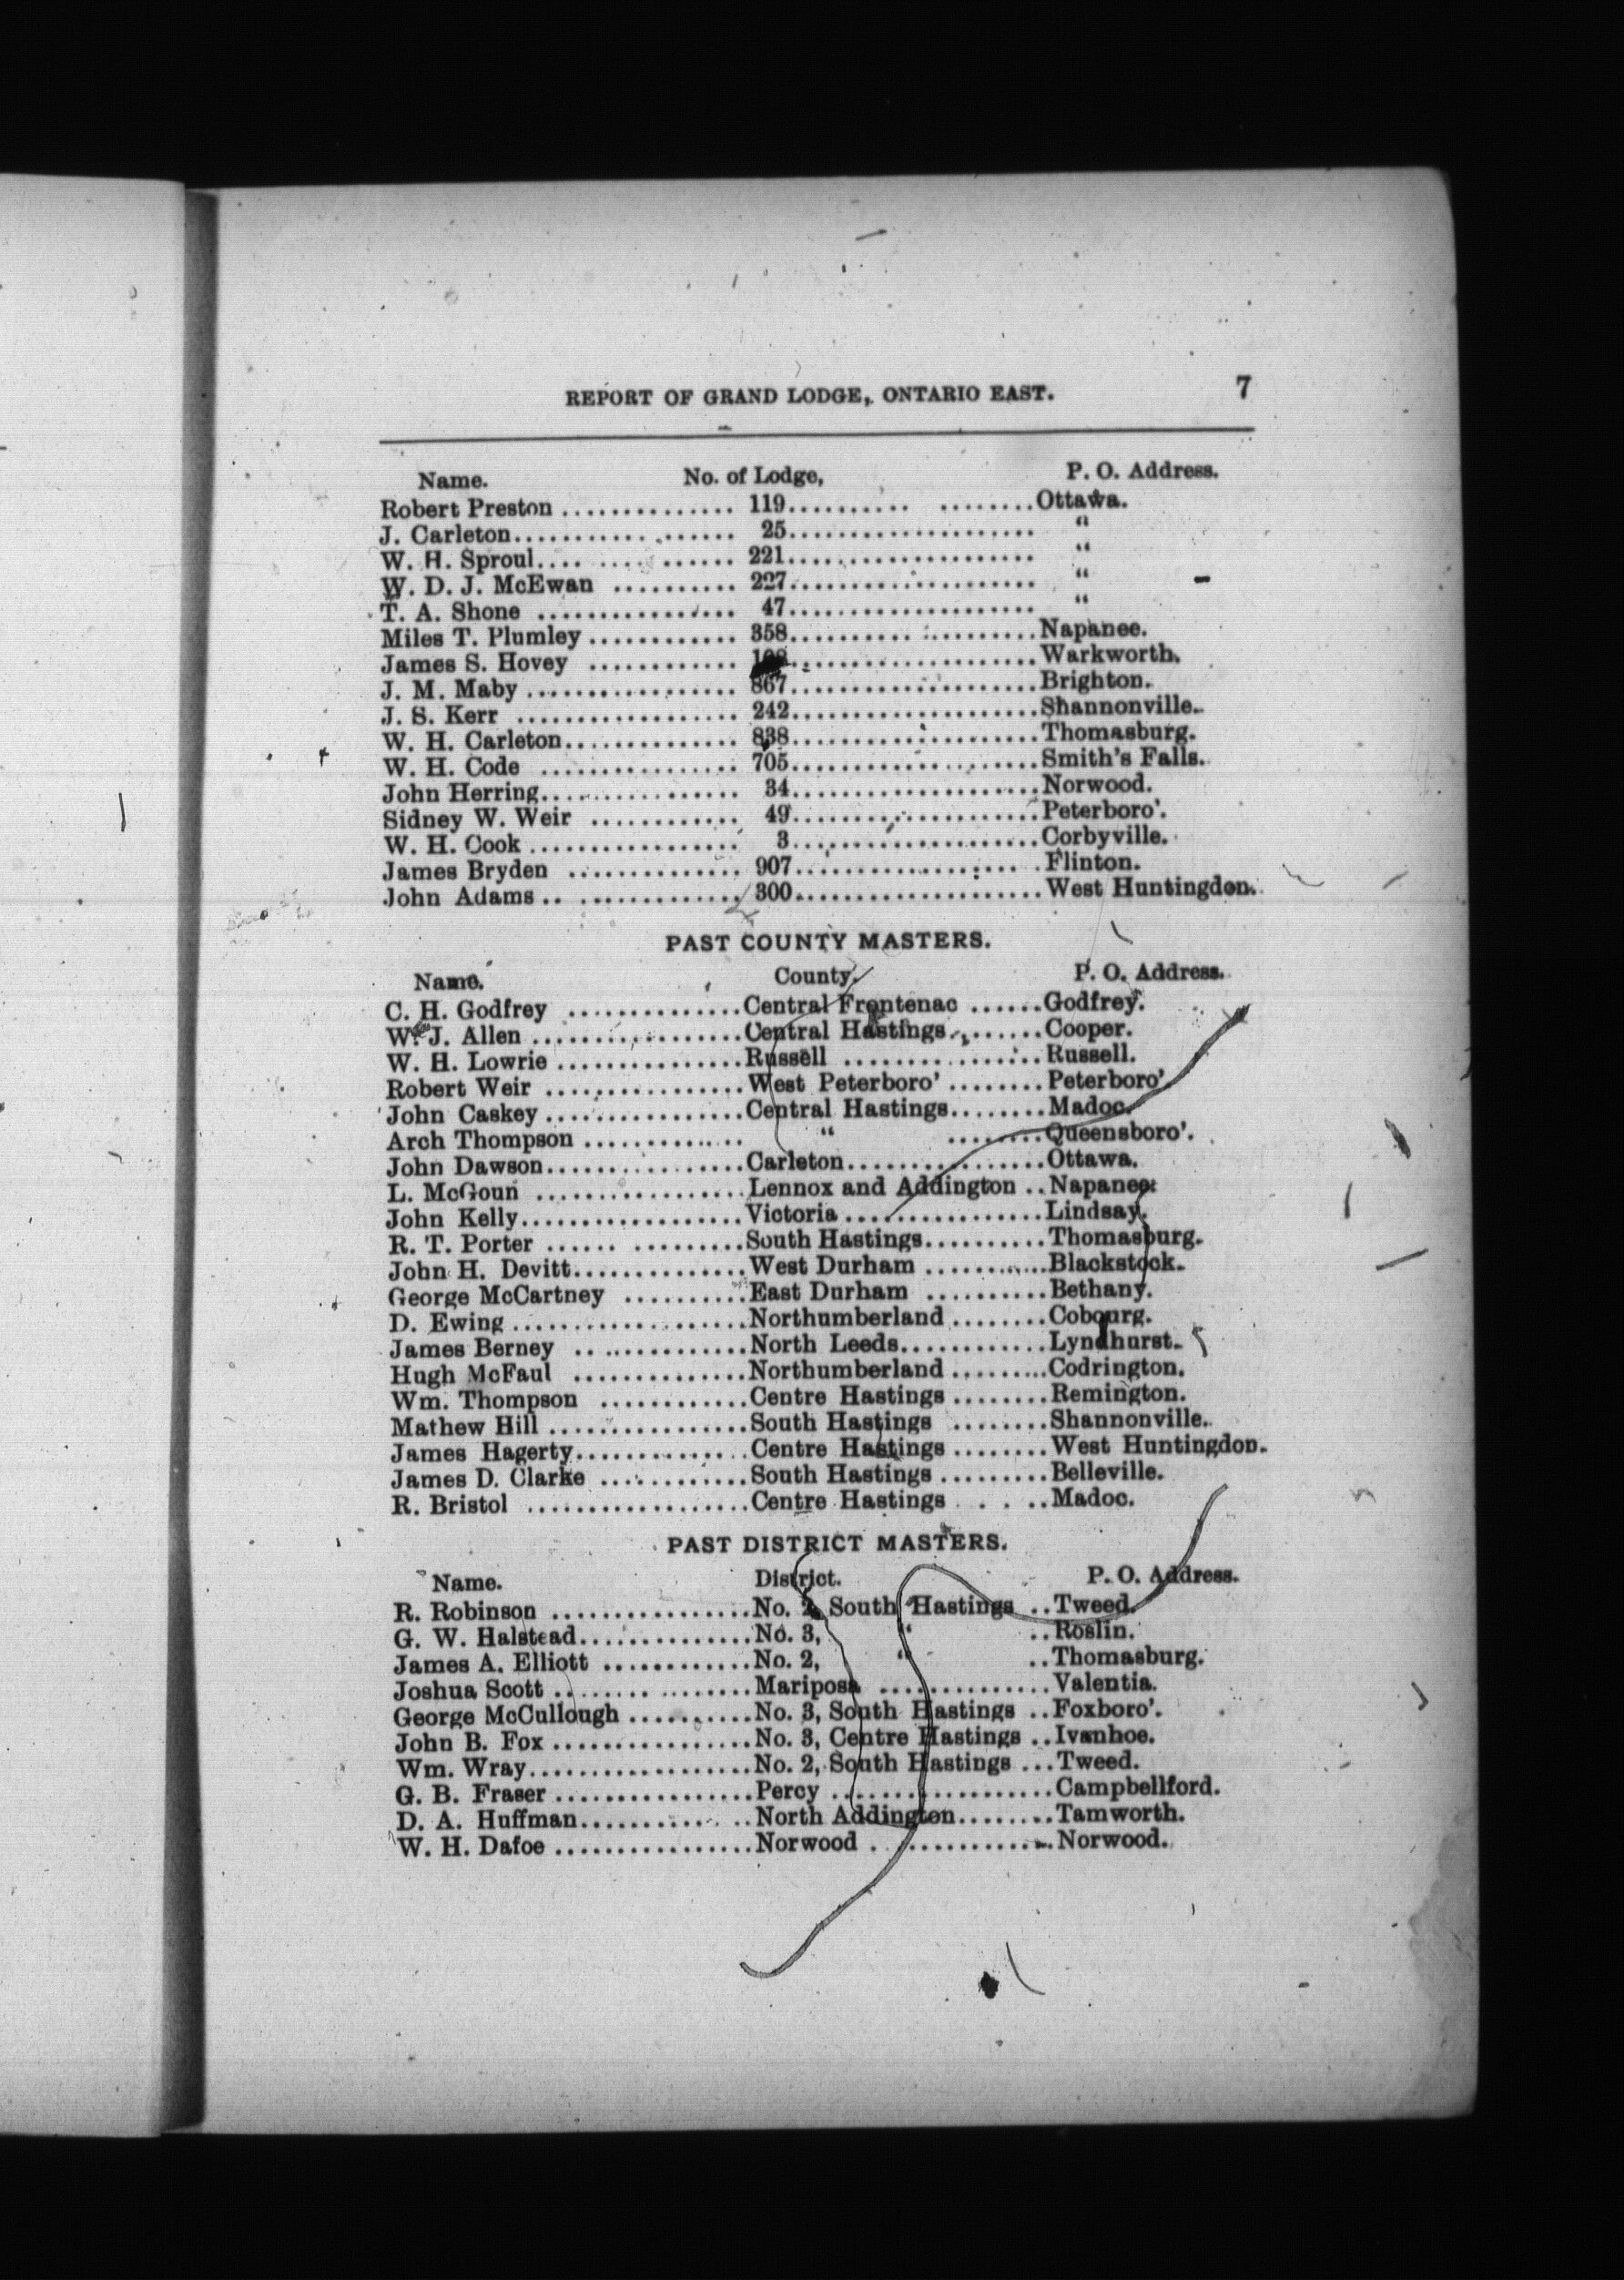 REPORT OF GRAND LODGE, ONTARIO EAST. 7
Name. No. of Lodge, P. O. Address.
Robert Preston .............. 119.......... ........Ottawa.
J. Carleton.................... 25.................... “
W. H. Sproul.... ............ 221.................... “
W. D. J. McEwan .......... 227.................... “
T. A. Shone ................ 47.................... “
Miles T. Plumley............ 358....................Napanee.
James S. Hovey ............ ....................Warkworth.
J. M. Maby ................. 867....................Brighton.
J. S. Kerr .................. 242....................Shannonville.
W. H. Carleton.............. 838....................Thomasburg.
W. H. Code ................ 705....................Smith's Falls.
John Herring................ 34....................Norwood.
Sidney W. Weir ............ 49....................Peterboro'.
W. H. Cook ................. 3....................Corbyville.
James Bryden .............. 907....................Flinton.
John Adams.. ............. 300....................West Huntingdon.
PAST COUNTY MASTERS.
Name. County. P. O. Address.
C. H. Godfrey ..............Central Frontenac ......Godfrey.
W. J. Allen .................Central Hastings........Cooper.
W. H. Lowrie ...............Russell ................Russell.
Robert Weir ................West Peterboro' ........Peterboro'.
John Caskey ................Central Hastings........Madoc.
Arch Thompson ............. “ ........Queensboro'.
John Dawson................Carleton................Ottawa.
L. McGoun .................Lennox and Addington ..Napanee.
John Kelly..................Victoria ................Lindsay.
R. T. Porter ...... .........South Hastings..........Thomasburg.
John H. Devitt..............West Durham ..........Blackstock.
George McCartney ..........East Durham ..........Bethany.
D. Ewing ...................Northumberland ........Cobourg.
James Berney ..............North Leeds............Lyndhurst.
Hugh McFaul ..............Northumberland .........Codrington.
Wm. Thompson ............Centre Hastings ........Remington.
Mathew Hill ................South Hastings ........Shannonville.
James Hagerty..............Centre Hastings ........West Huntingdon.
James D. Clarke ............South Hastings .........Belleville.
R. Bristol ..................Centre Hastings . . ..Madoc.
PAST DISTRICT MASTERS.
Name. District. P. O. Address.
R. Robinson ................No. 2, South Hastings ..Tweed.
G. W. Halstead..............No. 3, “ ..Roslin.
James A. Elliott ............No. 2, “ ..Thomasburg.
Joshua Scott ................Mariposa ..............Valentia.
George McCullough ..........No. 3, South Hastings ..Foxboro'.
John B. Fox ................No. 3, Centre Hastings ..Ivanhoe.
Wm. Wray..................No. 2, South Hastings ...Tweed.
G. B. Fraser ................Percy ..................Campbellford.
D. A. Huffman..............North Addington........Tamworth.
W. H. Dafoe ................Norwood ..............Norwood.